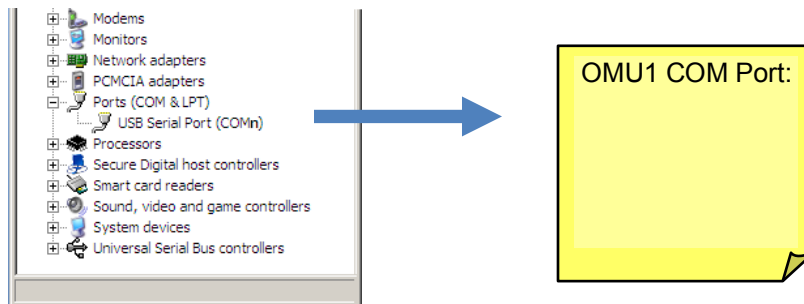 Modems
Monitors
Network adapters
PCMCIA adapters
Ports (COM & LPT)
USB Serial Port (COMn)
Processors
Secure Digital host controllers
Smart card readers
Sound, video and game controllers
System devices
Universal Serial Bus controllers
OMU1 COM Port: